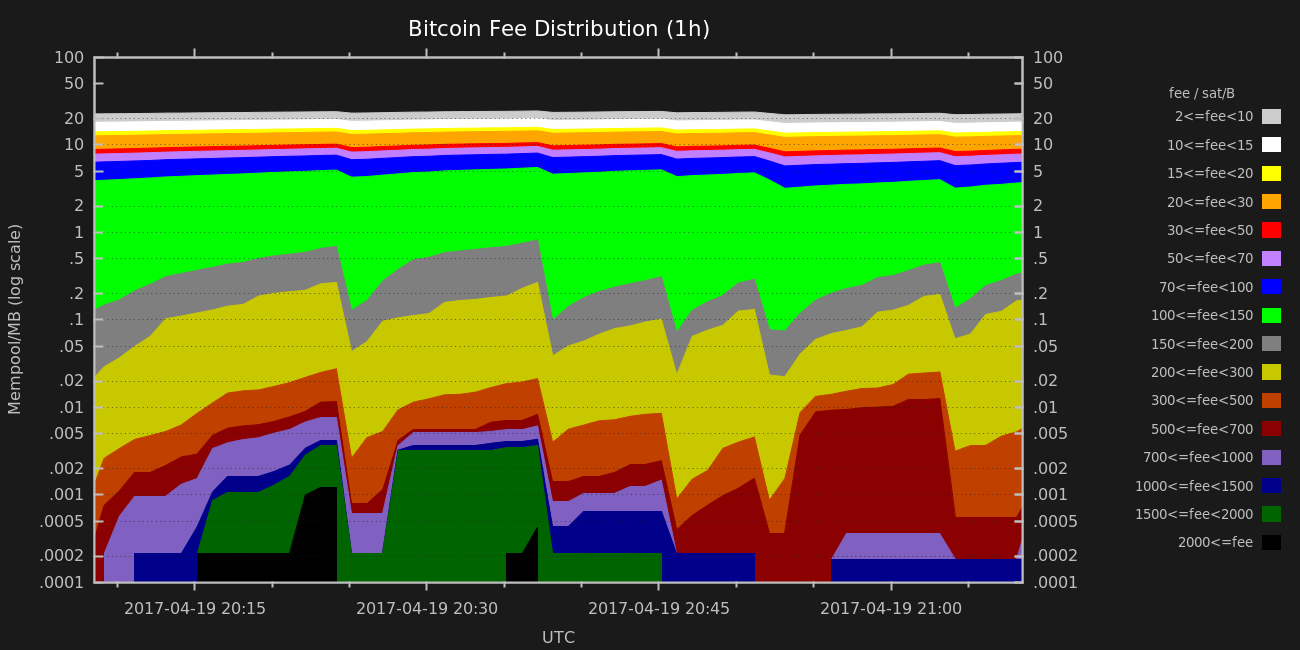 Bitcoin Fee Distribution (1h)
Mempool/MB (log scale)
100
50
20
10
5
2
1
.5
.2
.1
.05
.02
.01
.005
.002
.001
.0005
.0002
.0001
100
50
20
10
5
2
1
.5
.2
.1
.05
.02
.01
.005
.002
.001
.0005
.0002
.0001
2017-04-19 20:15
2017-04-19 20:30
2017-04-19 20:45
2017-04-19 21:00
UTC
fee / sat/B
2<=fee<10
10<=fee<15
15<=fee<20
20<=fee<30
30<=fee<50
50<=fee<70
70<=fee<100
100<=fee<150
150<=fee<200
200<=fee<300
300<=fee<500
500<=fee<700
700<=fee<1000
1000<=fee<1500
1500<=fee<2000
2000<=fee